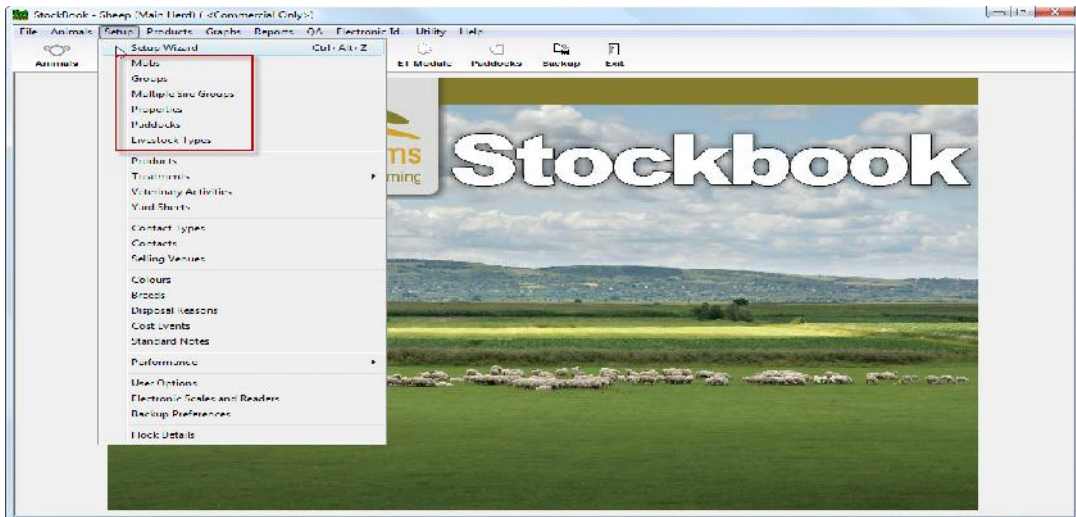 StockBook - Sheep (Main Herd) ( <Commercial Only>)
File Animals Setup Products Graphs Reports QA Electronic Id. Utility Help
Animals ET Module Paddocks Backup Exit
Setup Wizard Ctrl+Alt+Z
Mobs
Groups
Multiple Sire Groups
Properties
Paddocks
Livestock Types
Products
Treatments
Veterinary Activities
Yard Sheets
Contact Types
Contacts
Selling Venues
Colours
Breeds
Disposal Reasons
Cost Events
Standard Notes
Performance
User Options
Electronic Scales and Readers
Backup Preferences
Flock Details
ms
ming
Stockbook